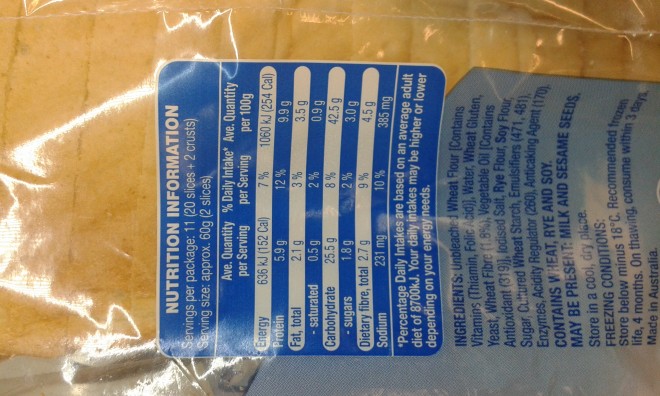 NUTRITION INFORMATION
Servings per package: 11 (20 slices + 2 crusts)
Serving size: approx. 60g (2 slices)
Ave. Quantity % Daily Intake* Ave. Quantity
per Serving per Serving per 100g
Energy 636 kJ (152 Cal) 7 % 1060 kJ (254 Cal)
Protein 5.9 g 12 % 9.9 g
Fat, total 2.1 g 3 % 3.5 g
- saturated 0.5 g 2 % 0.9 g
Carbohydrate 25.5 g 8 % 42.5 g
- sugars 1.8 g 2 % 3.0 g
Dietary fibre, total 2.7 g 9 % 4.5 g
Sodium 231 mg 10 % 385 mg
*Percentage Daily Intakes are based on an average adult
diet of 8700kJ. Your daily intakes may be higher or lower
depending on your energy needs.
INGREDIENTS: Unbleached Wheat Flour [Contains
Vitamins (Thiamin, Folic Acid)], Water, Wheat Gluten,
Yeast, Wheat Fibre (1.9%), Vegetable Oil [Contains
Antioxidant (319)], Iodised Salt, Rye Flour, Soy Flour,
Sugar, Cultured Wheat Starch, Emulsifiers (471, 481),
Enzymes, Acidity Regulator (260), Anticaking Agent (170).
CONTAINS WHEAT, RYE AND SOY.
MAY BE PRESENT: MILK AND SESAME SEEDS.
Store in a cool, dry place.
FREEZING CONDITIONS:
Store below minus 18°C. Recommended frozen
life, 4 months. On thawing, consume within 3 days.
Made in Australia.